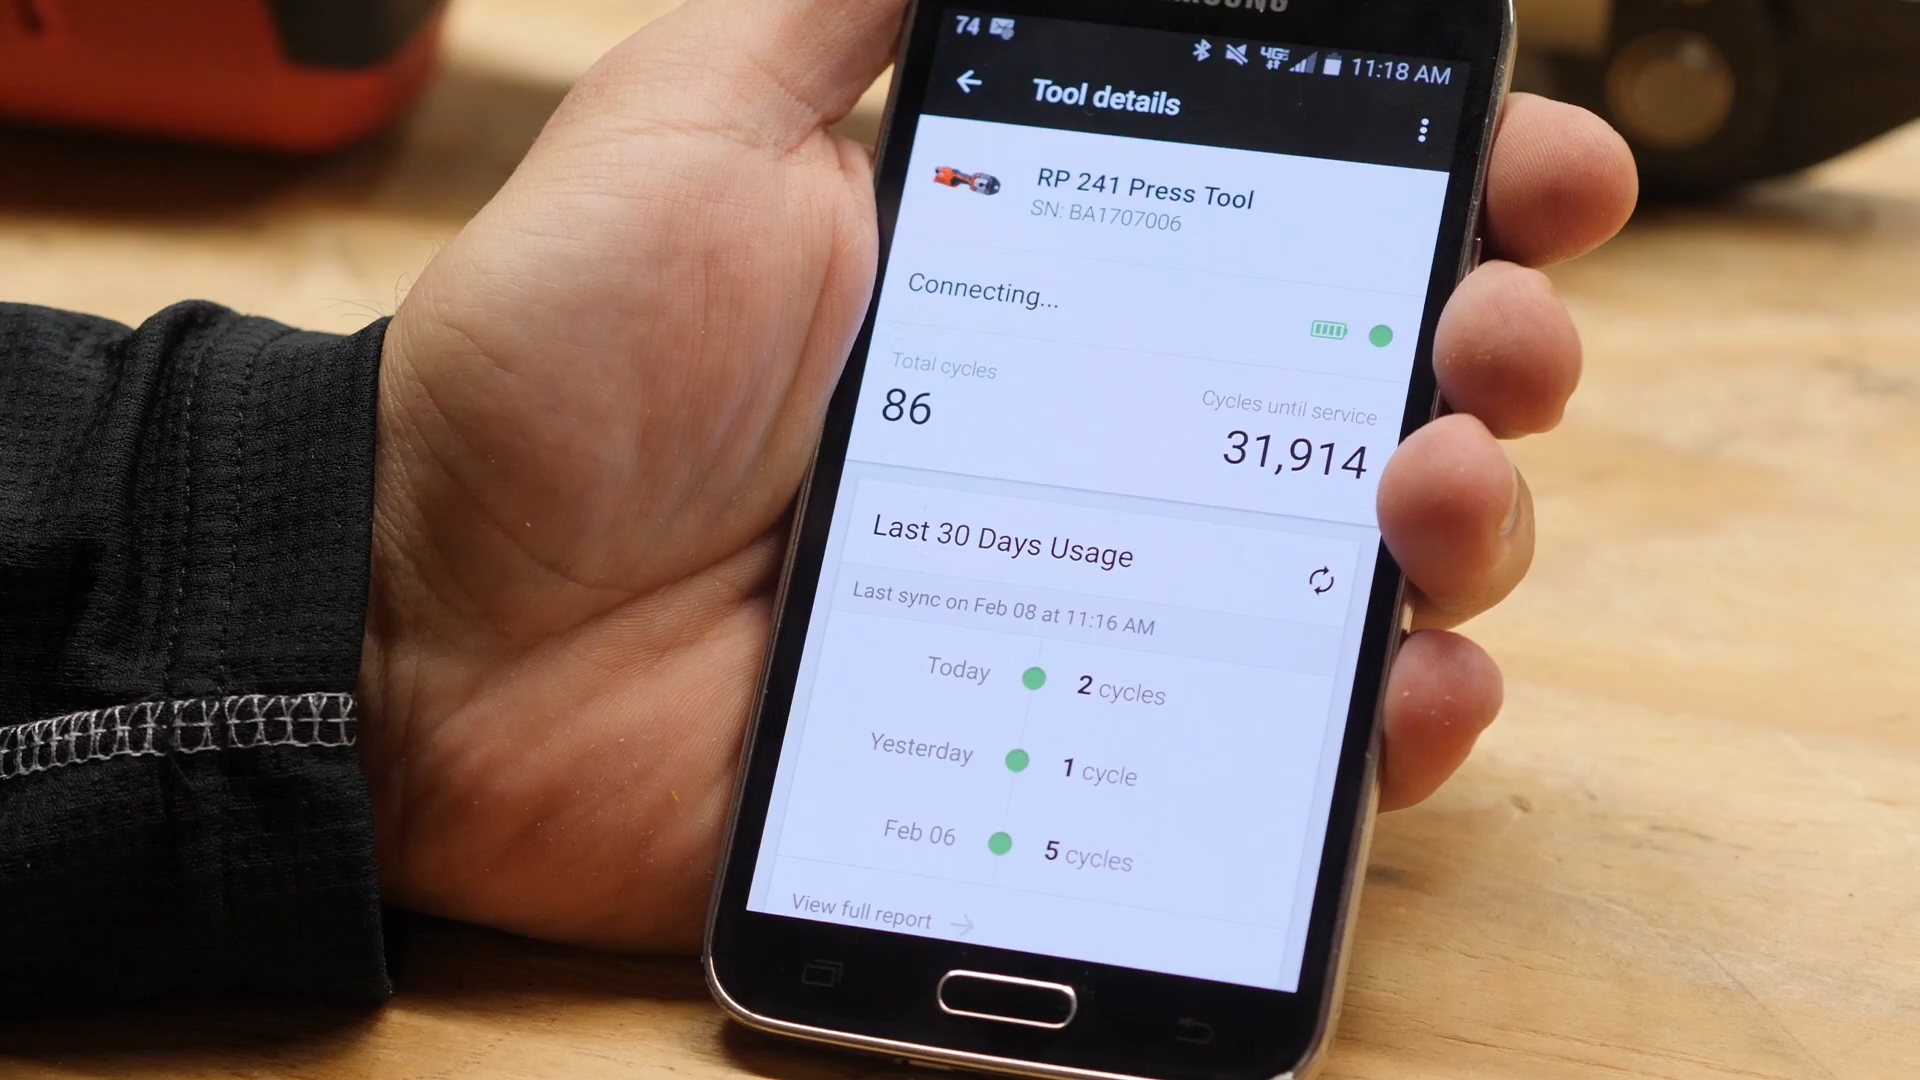 74
4G
11:18 AM
Tool details
RP 241 Press Tool
SN: BA1707006
Connecting...
Total cycles
86
Cycles until service
31,914
Last 30 Days Usage
Last sync on Feb 08 at 11:16 AM
Today 2 cycles
Yesterday 1 cycle
Feb 06 5 cycles
View full report